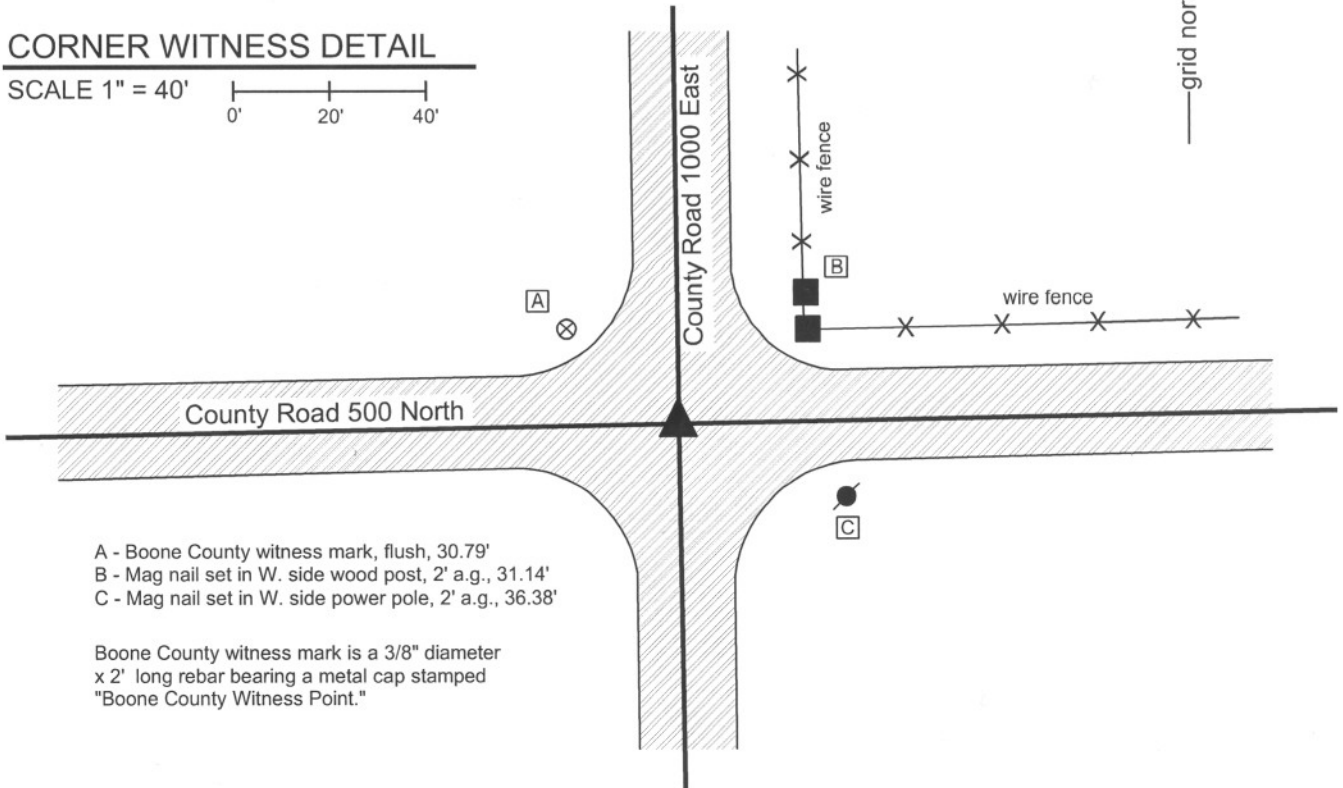 CORNER WITNESS DETAIL
SCALE 1" = 40'
0' 20' 40'
County Road 1000 East
wire fence
grid nor
B
A
wire fence
County Road 500 North
C
A - Boone County witness mark, flush, 30.79'
B - Mag nail set in W. side wood post, 2' a.g., 31.14'
C - Mag nail set in W. side power pole, 2' a.g., 36.38'
Boone County witness mark is a 3/8" diameter
x 2' long rebar bearing a metal cap stamped
"Boone County Witness Point."